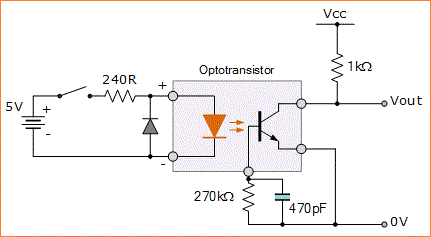 Vcc
Optotransistor
240R
1kΩ
5V
+
-
+
-
Vout
270kΩ
470pF
0V